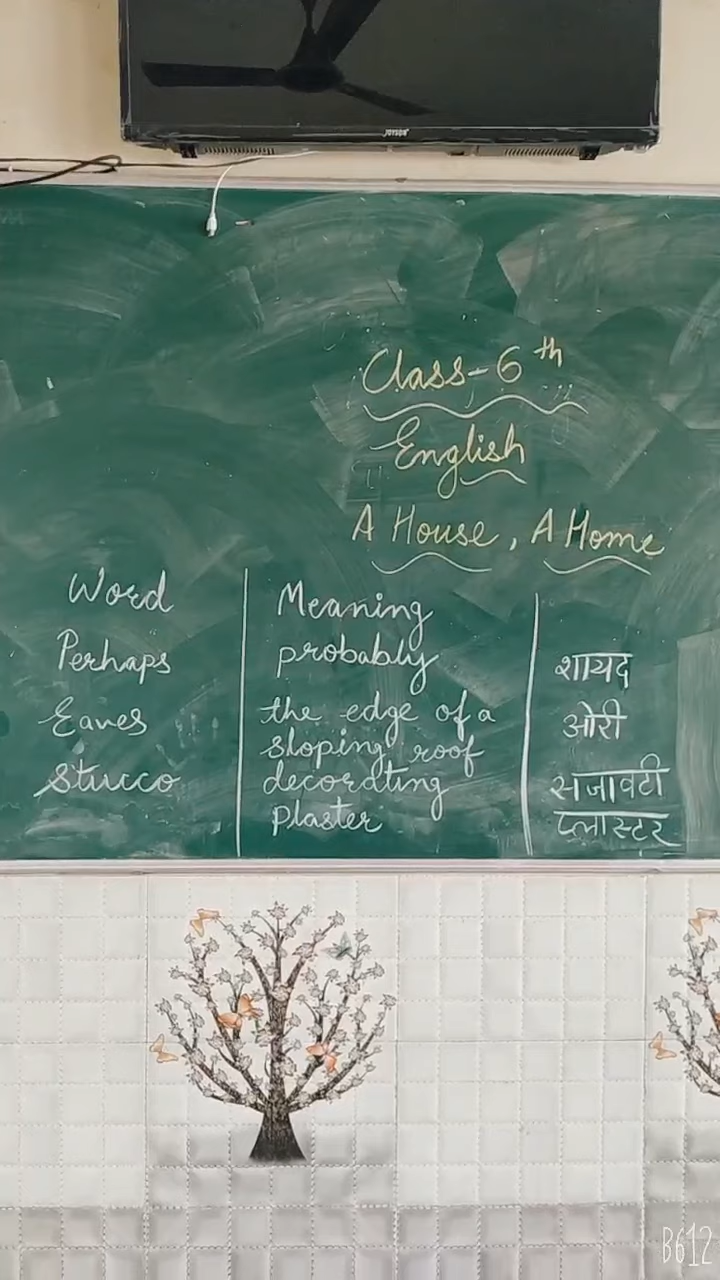 JOYSON
Class-6th
English
A House, A Home
Word Meaning
Perhaps probably शायद
Eaves the edge of a ओरी
sloping roof
Stucco decorating सजावटी
plaster प्लास्टर
B612